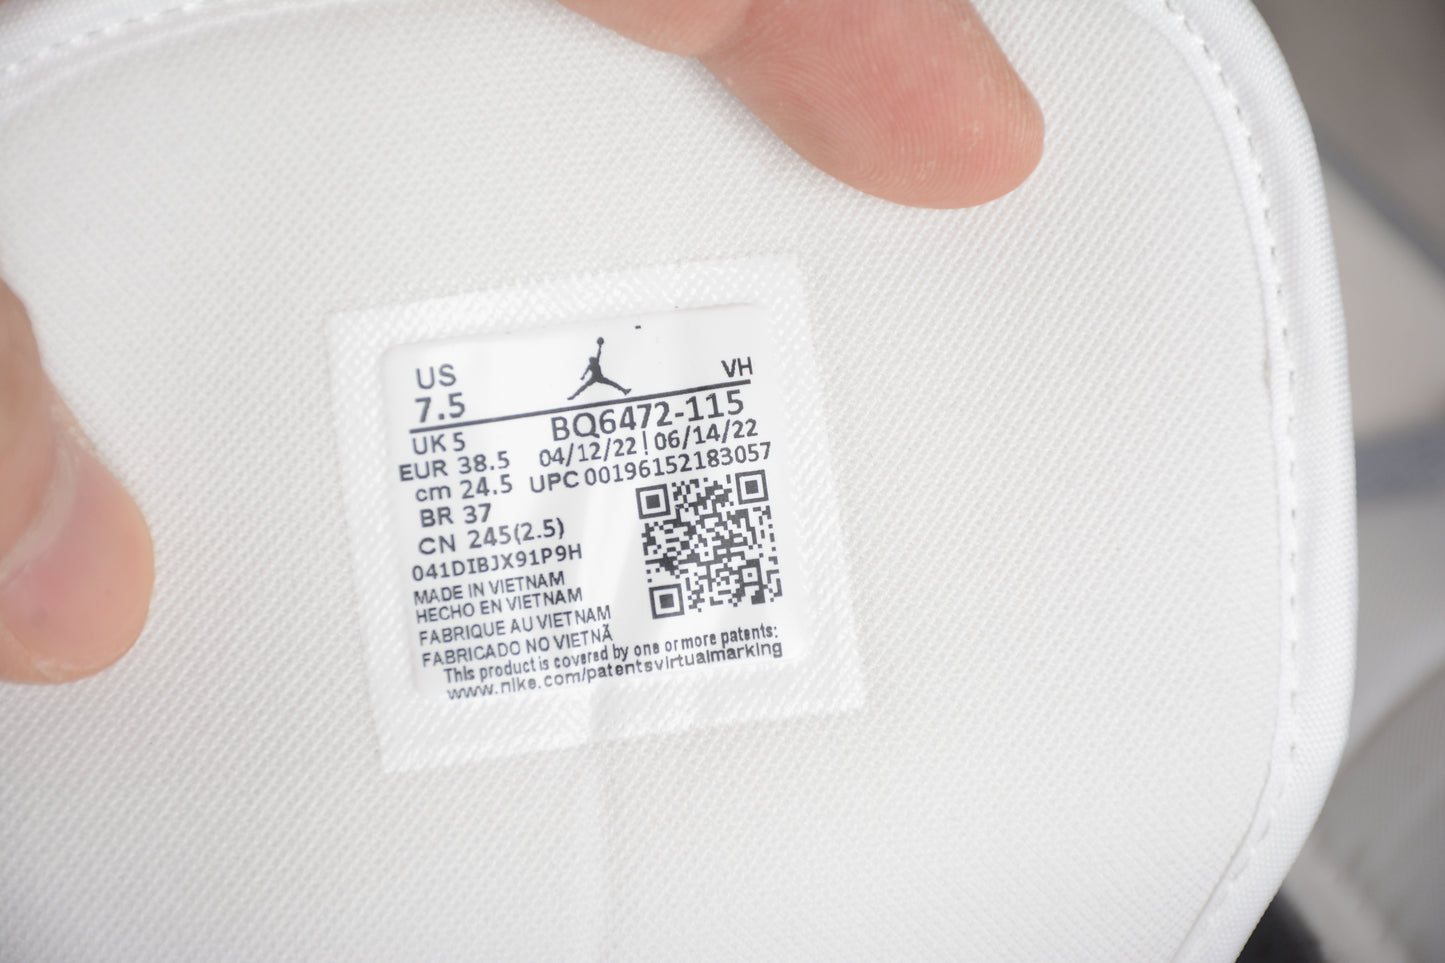 US
7.5
VH
BQ6472-115
UK 5
04/12/22 | 06/14/22
EUR 38.5
UPC 00196152183057
cm 24.5
BR 37
CN 245(2.5)
041DIBJX91P9H
MADE IN VIETNAM
HECHO EN VIETNAM
FABRIQUE AU VIETNAM
FABRICADO NO VIETNÃ
This product is covered by one or more patents:
www.nike.com/patentsvirtualmarking